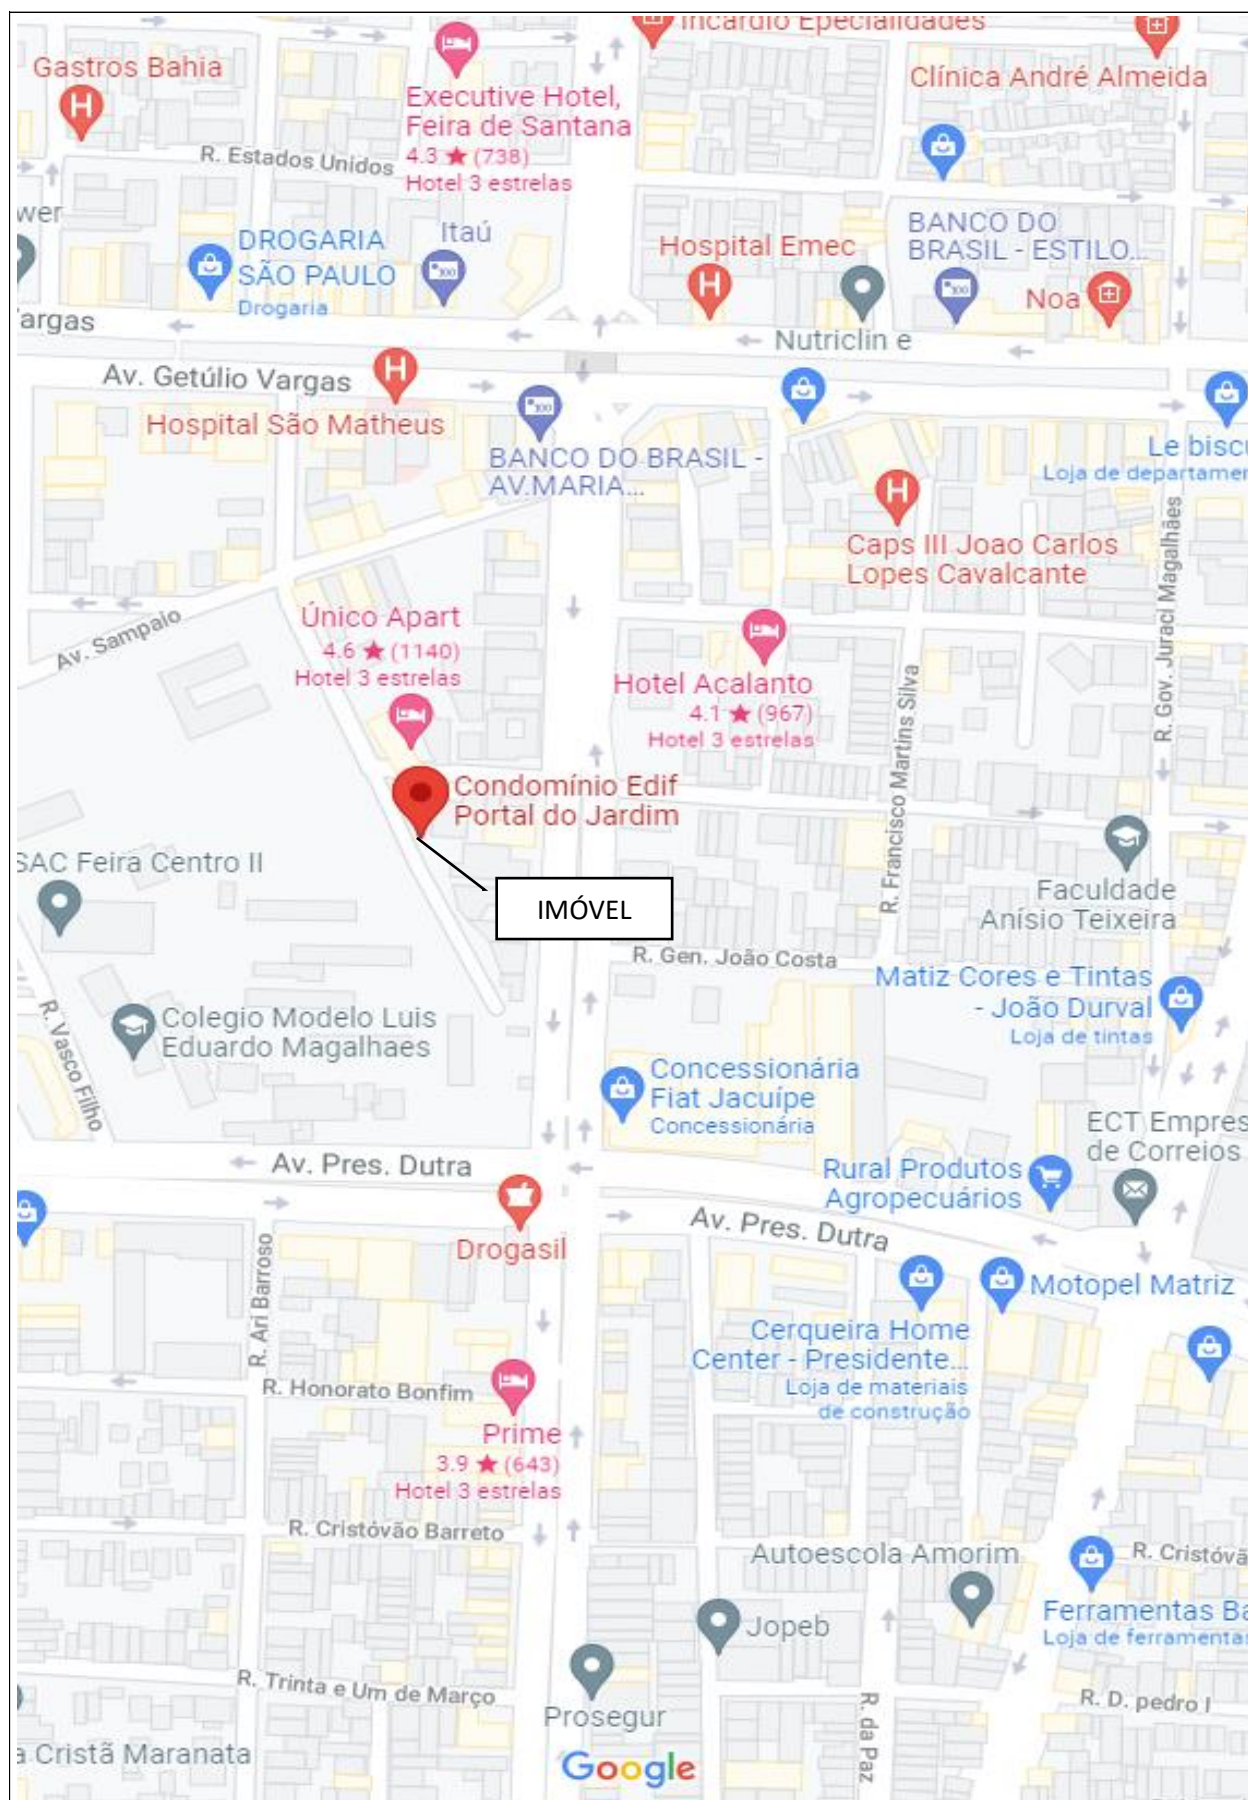 Incardio Epecialidades
Gastros Bahia
Clínica André Almeida
Executive Hotel,
Feira de Santana
4.3 ★ (738)
Hotel 3 estrelas
R. Estados Unidos
wer
DROGARIA
SÃO PAULO
Drogaria
Itaú
Hospital Emec
BANCO DO
BRASIL - ESTILO...
Noa
argas
Nutriclin e
Av. Getúlio Vargas
Hospital São Matheus
BANCO DO BRASIL -
AV.MARIA...
Le biscu
Loja de departamen
Caps III Joao Carlos
Lopes Cavalcante
R. Gov. Juraci Magalhães
Av. Sampaio
Único Apart
4.6 ★ (1140)
Hotel 3 estrelas
Hotel Acalanto
4.1 ★ (967)
Hotel 3 estrelas
R. Francisco Martins Silva
Condomínio Edif
Portal do Jardim
SAC Feira Centro II
IMÓVEL
Faculdade
Anísio Teixeira
R. Gen. João Costa
Matiz Cores e Tintas
- João Durval
Loja de tintas
R. Vasco Filho
Colegio Modelo Luis
Eduardo Magalhaes
Concessionária
Fiat Jacuípe
Concessionária
ECT Empres
de Correios
Av. Pres. Dutra
Rural Produtos
Agropecuários
Av. Pres. Dutra
Drogasil
R. Ari Barroso
Motopel Matriz
Cerqueira Home
Center - Presidente...
Loja de materiais
de construção
R. Honorato Bonfim
Prime
3.9 ★ (643)
Hotel 3 estrelas
R. Cristóvão Barreto
Autoescola Amorim
R. Cristóvã
Ferramentas Ba
Loja de ferramentas
Jopeb
R. Trinta e Um de Março
Prosegur
R. da Paz
R. D. pedro I
a Cristã Maranata
Google